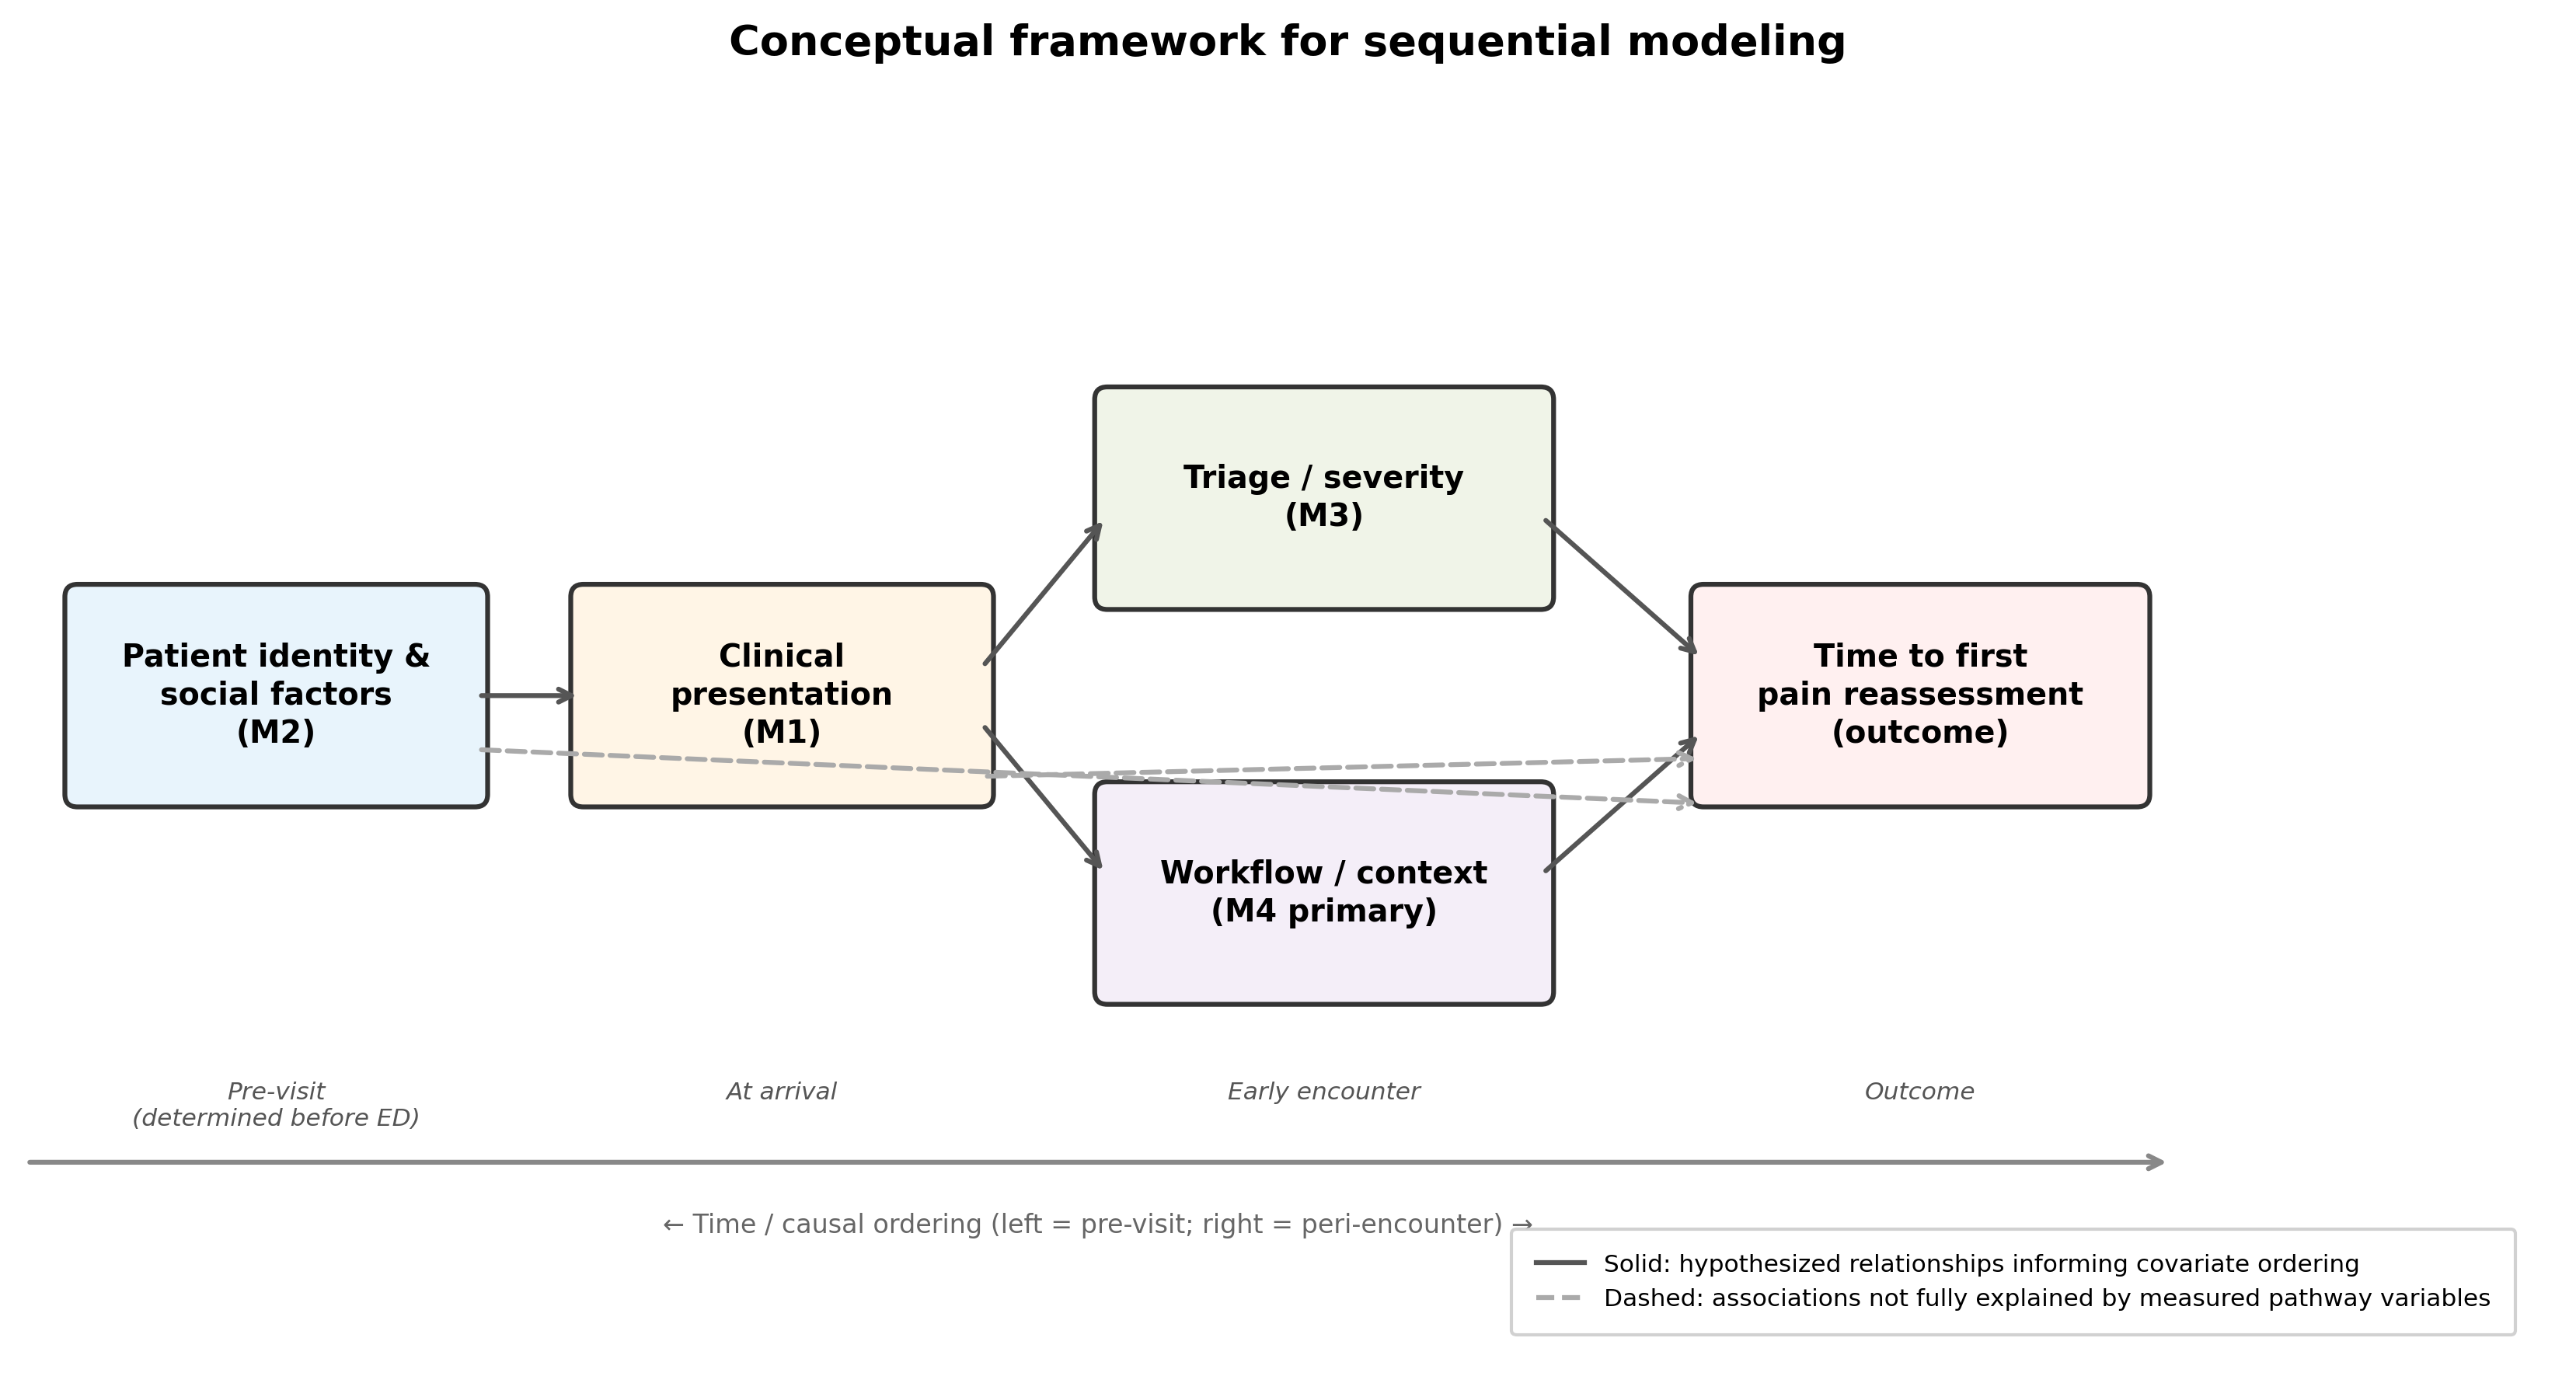 Conceptual framework for sequential modeling
Triage / severity
(M3)
Patient identity &
social factors
(M2)
Clinical
presentation
(M1)
Time to first
pain reassessment
(outcome)
Workflow / context
(M4 primary)
Pre-visit
(determined before ED)
At arrival
Early encounter
Outcome
← Time / causal ordering (left = pre-visit; right = peri-encounter) →
Solid: hypothesized relationships informing covariate ordering
Dashed: associations not fully explained by measured pathway variables